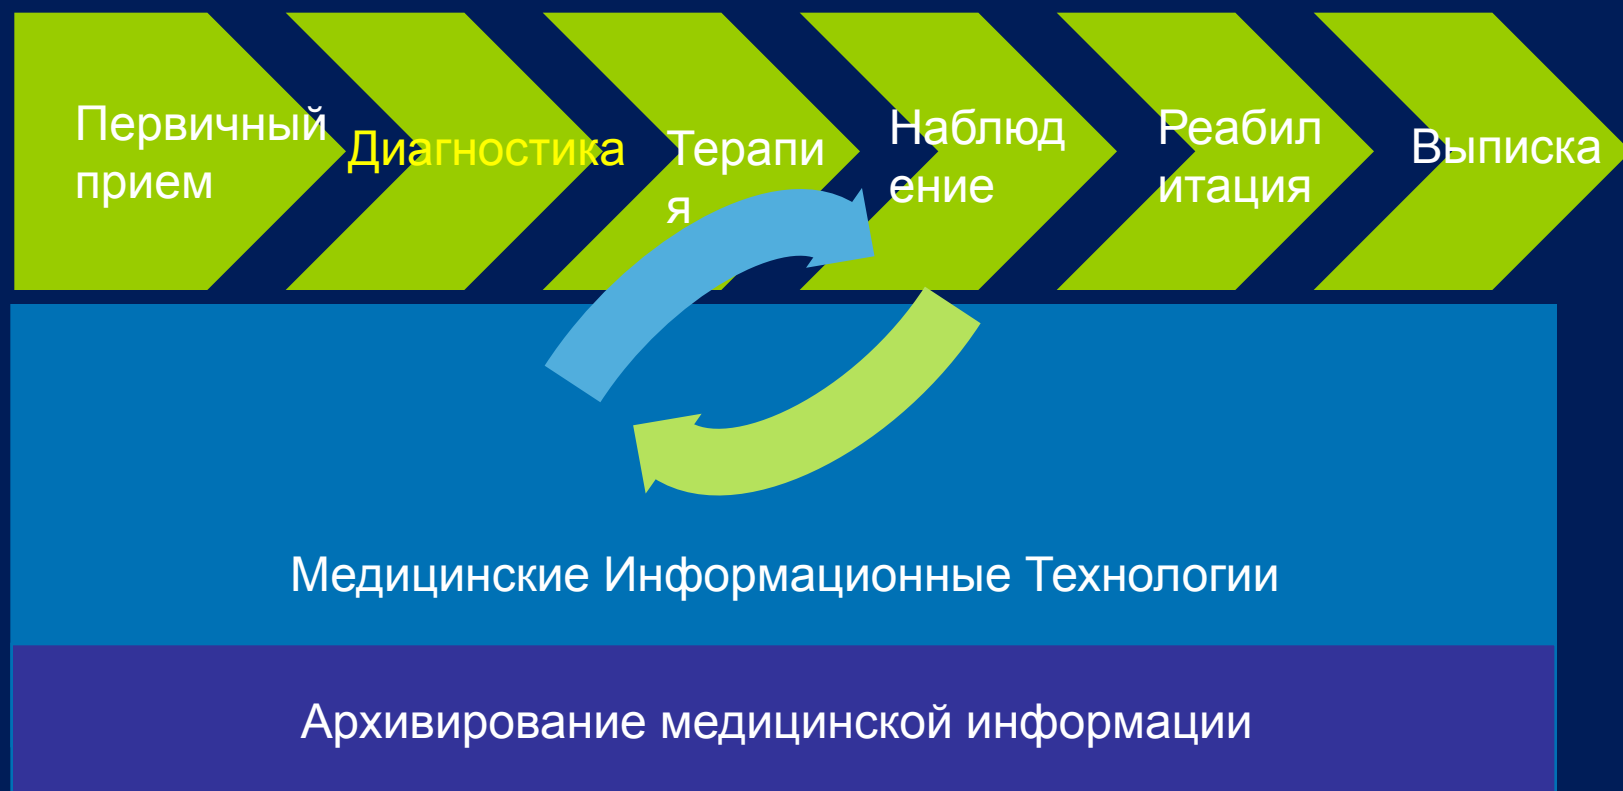 Первичный
прием
Диагностика
Терапи
я
Наблюд
ение
Реабил
итация
Выписка
Медицинские Информационные Технологии
Архивирование медицинской информации